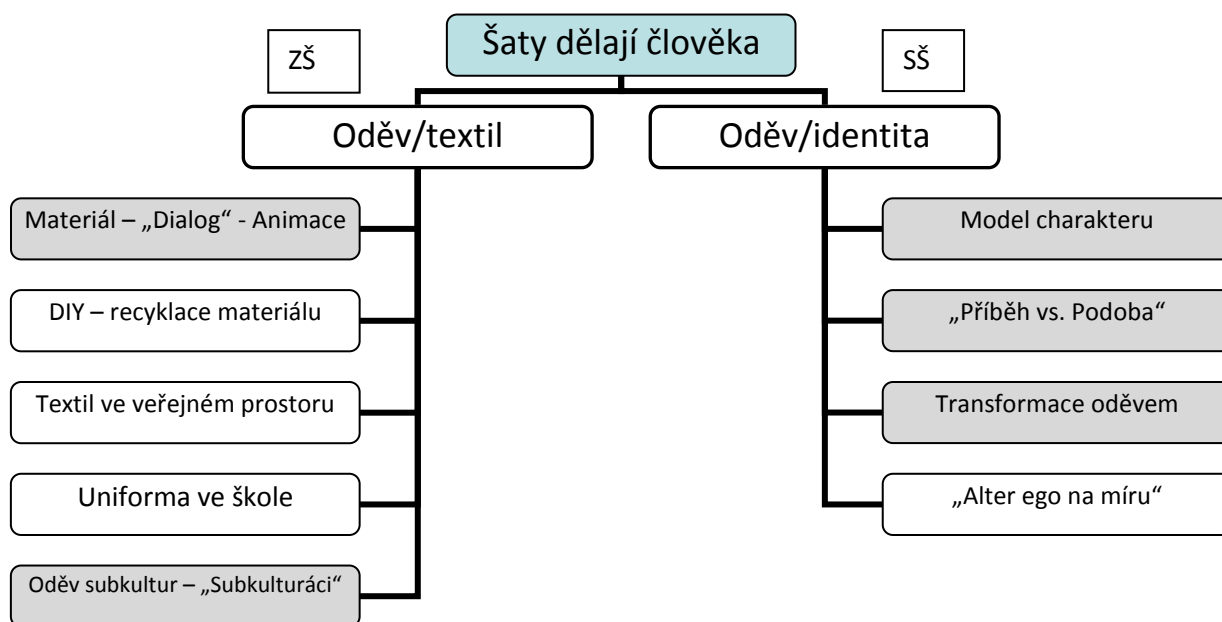 Šaty dělají člověka
ZŠ
SŠ
Oděv/textil
Oděv/identita
Materiál – „Dialog“ - Animace
DIY – recyklace materiálu
Textil ve veřejném prostoru
Uniforma ve škole
Oděv subkultur – „Subkulturáci“
Model charakteru
„Příběh vs. Podoba“
Transformace oděvem
„Alter ego na míru“